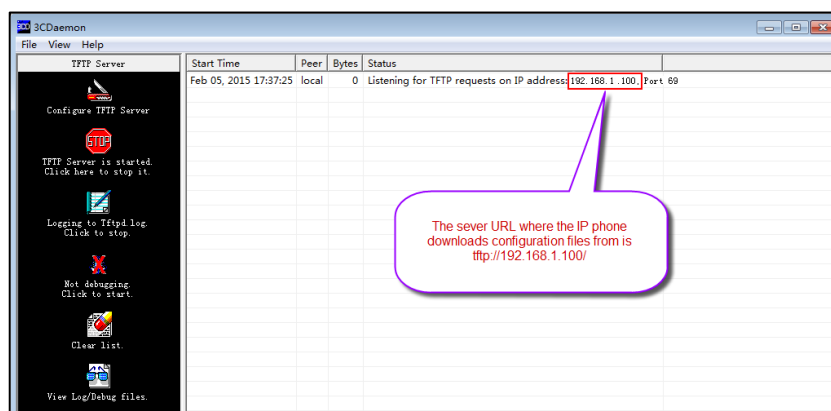 3CDaemon
File View Help
TFTP Server
Start Time Peer Bytes Status
Feb 05, 2015 17:37:25 local 0 Listening for TFTP requests on IP address: 192.168.1.100, Port 69
Configure TFTP Server
STOP
TFTP Server is started.
Click here to stop it.
Logging to Tftpd.log.
Click to stop.
Not debugging.
Click to start.
Clear list.
View Log/Debug files.
The sever URL where the IP phone
downloads configuration files from is
tftp://192.168.1.100/